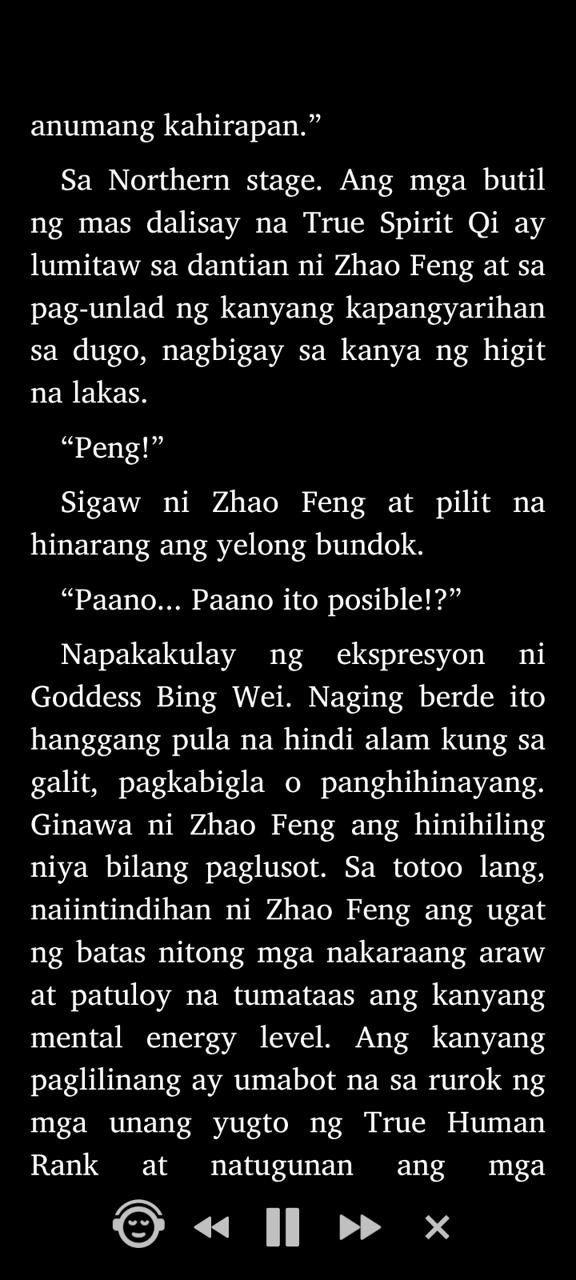 anumang kahirapan.”
Sa Northern stage. Ang mga butil
ng mas dalisay na True Spirit Qi ay
lumitaw sa dantian ni Zhao Feng at sa
pag-unlad ng kanyang kapangyarihan
sa dugo, nagbigay sa kanya ng higit
na lakas.
“Peng!”
Sigaw ni Zhao Feng at pilit na
hinarang ang yelong bundok.
“Paano... Paano ito posible!?”
Napakakulay ng ekspresyon ni
Goddess Bing Wei. Naging berde ito
hanggang pula na hindi alam kung sa
galit, pagkabigla o panghihinayang.
Ginawa ni Zhao Feng ang hinihiling
niya bilang paglusot. Sa totoo lang,
naiintindihan ni Zhao Feng ang ugat
ng batas nitong mga nakaraang araw
at patuloy na tumataas ang kanyang
mental energy level. Ang kanyang
paglilinang ay umabot na sa rurok ng
mga unang yugto ng True Human
Rank at natugunan ang mga